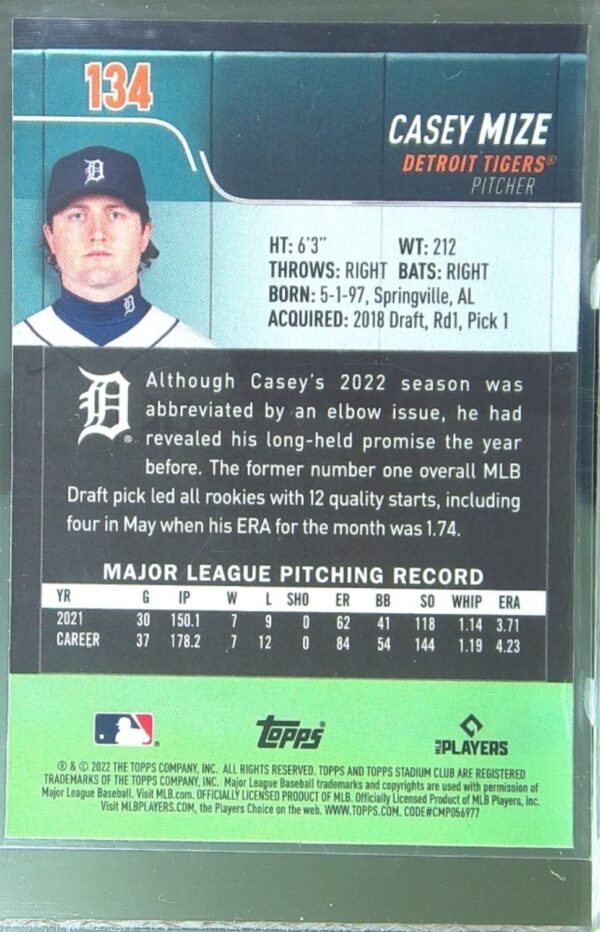 134
CASEY MIZE
DETROIT TIGERS®
PITCHER
HT: 6'3" WT: 212
THROWS: RIGHT BATS: RIGHT
BORN: 5-1-97, Springville, AL
ACQUIRED: 2018 Draft, Rd1, Pick 1
Although Casey's 2022 season was
abbreviated by an elbow issue, he had
revealed his long-held promise the year
before. The former number one overall MLB
Draft pick led all rookies with 12 quality starts, including
four in May when his ERA for the month was 1.74.
MAJOR LEAGUE PITCHING RECORD
YR G IP W L SHO ER BB SO WHIP ERA
2021 30 150.1 7 9 0 62 41 118 1.14 3.71
CAREER 37 178.2 7 12 0 84 54 144 1.19 4.23
topps®
MLB PLAYERS
® & © 2022 THE TOPPS COMPANY, INC. ALL RIGHTS RESERVED. TOPPS AND TOPPS STADIUM CLUB ARE REGISTERED
TRADEMARKS OF THE TOPPS COMPANY, INC. Major League Baseball trademarks and copyrights are used with permission of
Major League Baseball. Visit MLB.com. OFFICIALLY LICENSED PRODUCT OF MLB. Officially Licensed Product of MLB Players, Inc.
Visit MLBPLAYERS.COM, the Players Choice on the web. WWW.TOPPS.COM. CODE#CMP056977